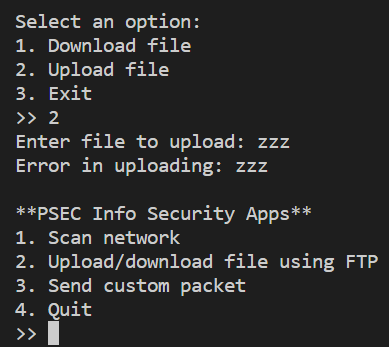 Select an option:
1. Download file
2. Upload file
3. Exit
>> 2
Enter file to upload: zzz
Error in uploading: zzz
**PSEC Info Security Apps**
1. Scan network
2. Upload/download file using FTP
3. Send custom packet
4. Quit
>>